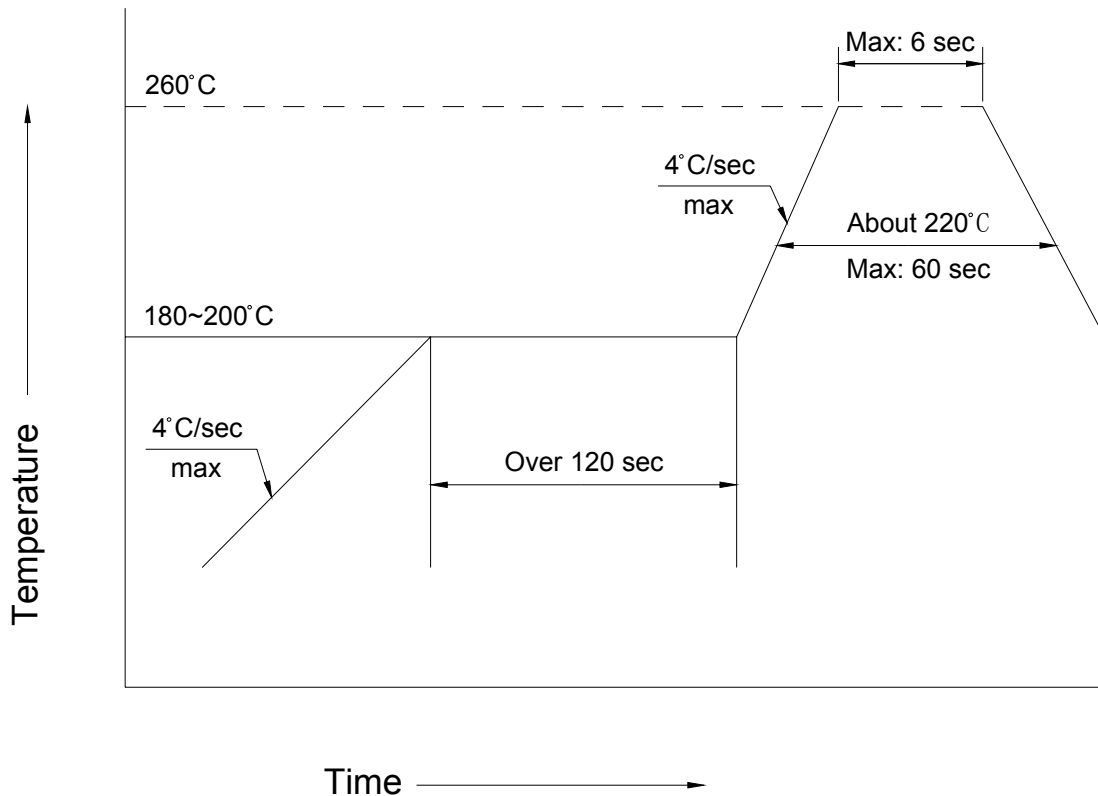 Max: 6 sec
260°C
4°C/sec
max
About 220℃
Max: 60 sec
180~200°C
4°C/sec
max
Over 120 sec
Temperature
Time